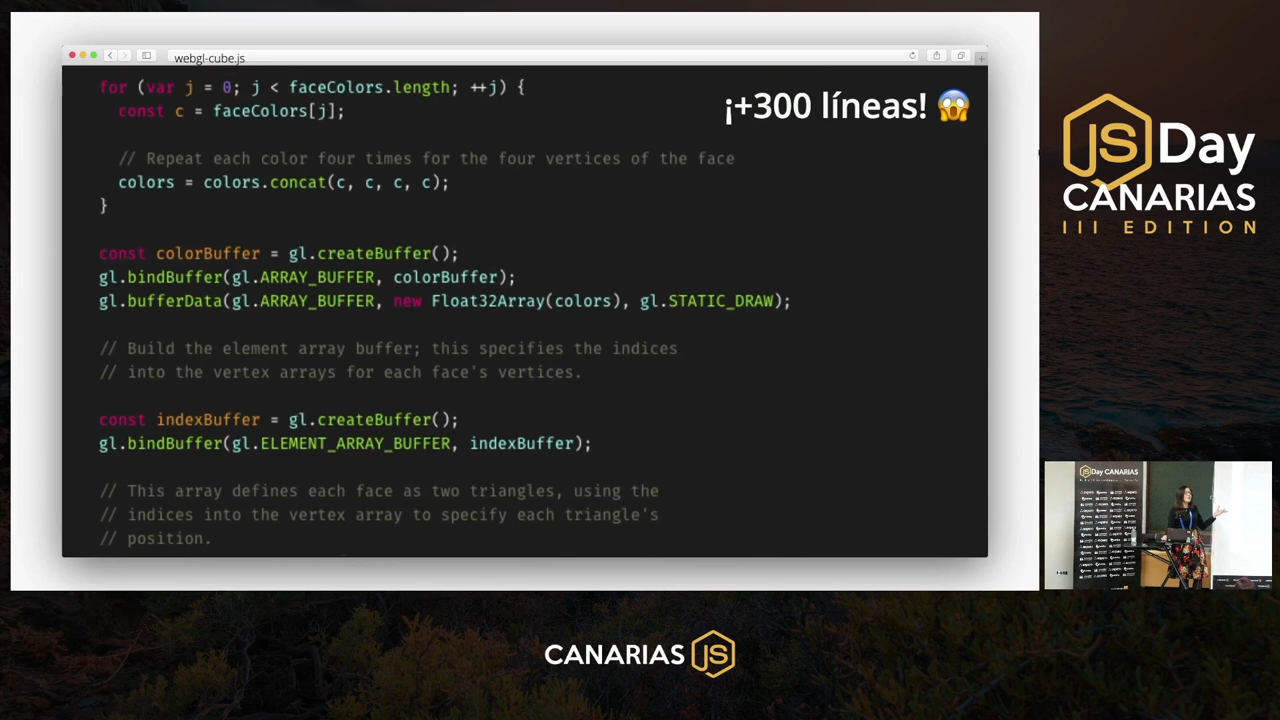 webgl-cube.js
for (var j = 0; j < faceColors.length; ++j) {
const c = faceColors[j];
¡+300 líneas! 😱
// Repeat each color four times for the four vertices of the face
colors = colors.concat(c, c, c, c);
}
const colorBuffer = gl.createBuffer();
gl.bindBuffer(gl.ARRAY_BUFFER, colorBuffer);
gl.bufferData(gl.ARRAY_BUFFER, new Float32Array(colors), gl.STATIC_DRAW);
// Build the element array buffer; this specifies the indices
// into the vertex arrays for each face's vertices.
const indexBuffer = gl.createBuffer();
gl.bindBuffer(gl.ELEMENT_ARRAY_BUFFER, indexBuffer);
// This array defines each face as two triangles, using the
// indices into the vertex array to specify each triangle's
// position.
JS Day
CANARIAS
III EDITION
JSDay CANARIAS
CANARIAS JS